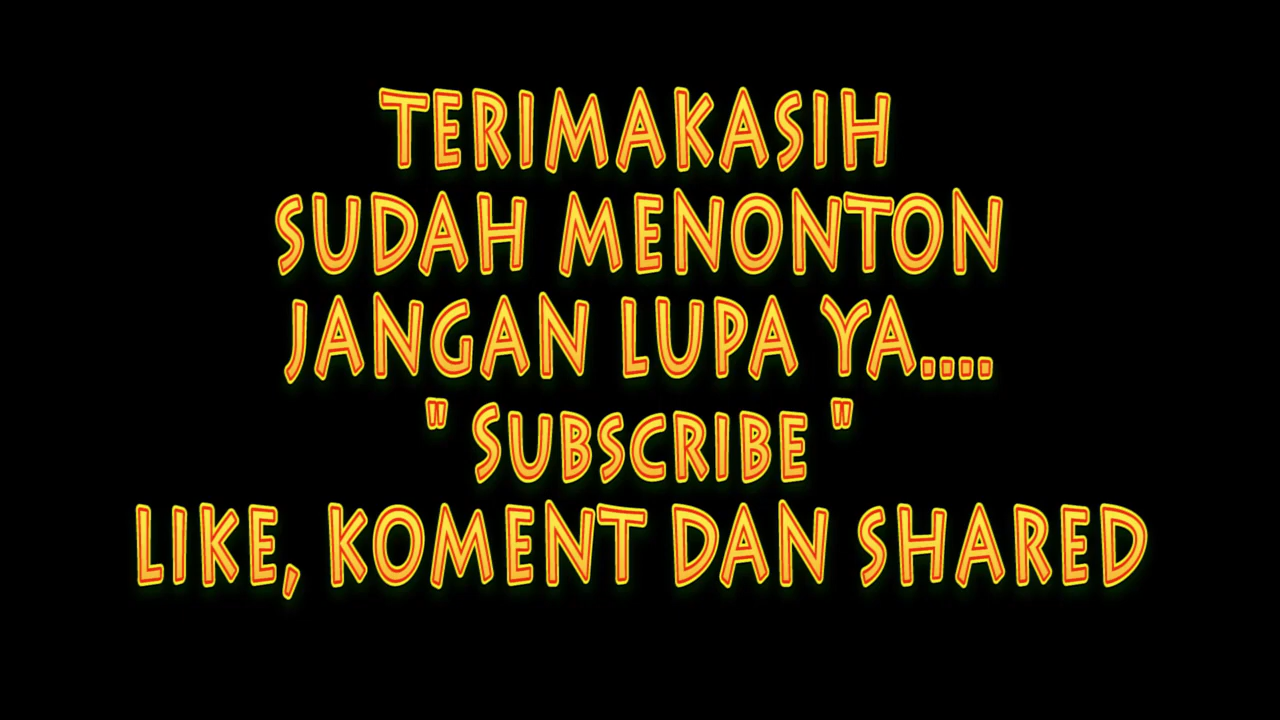 TERIMAKASIH
SUDAH MENONTON
JANGAN LUPA YA....
" SUBSCRIBE "
LIKE, KOMENT DAN SHARED